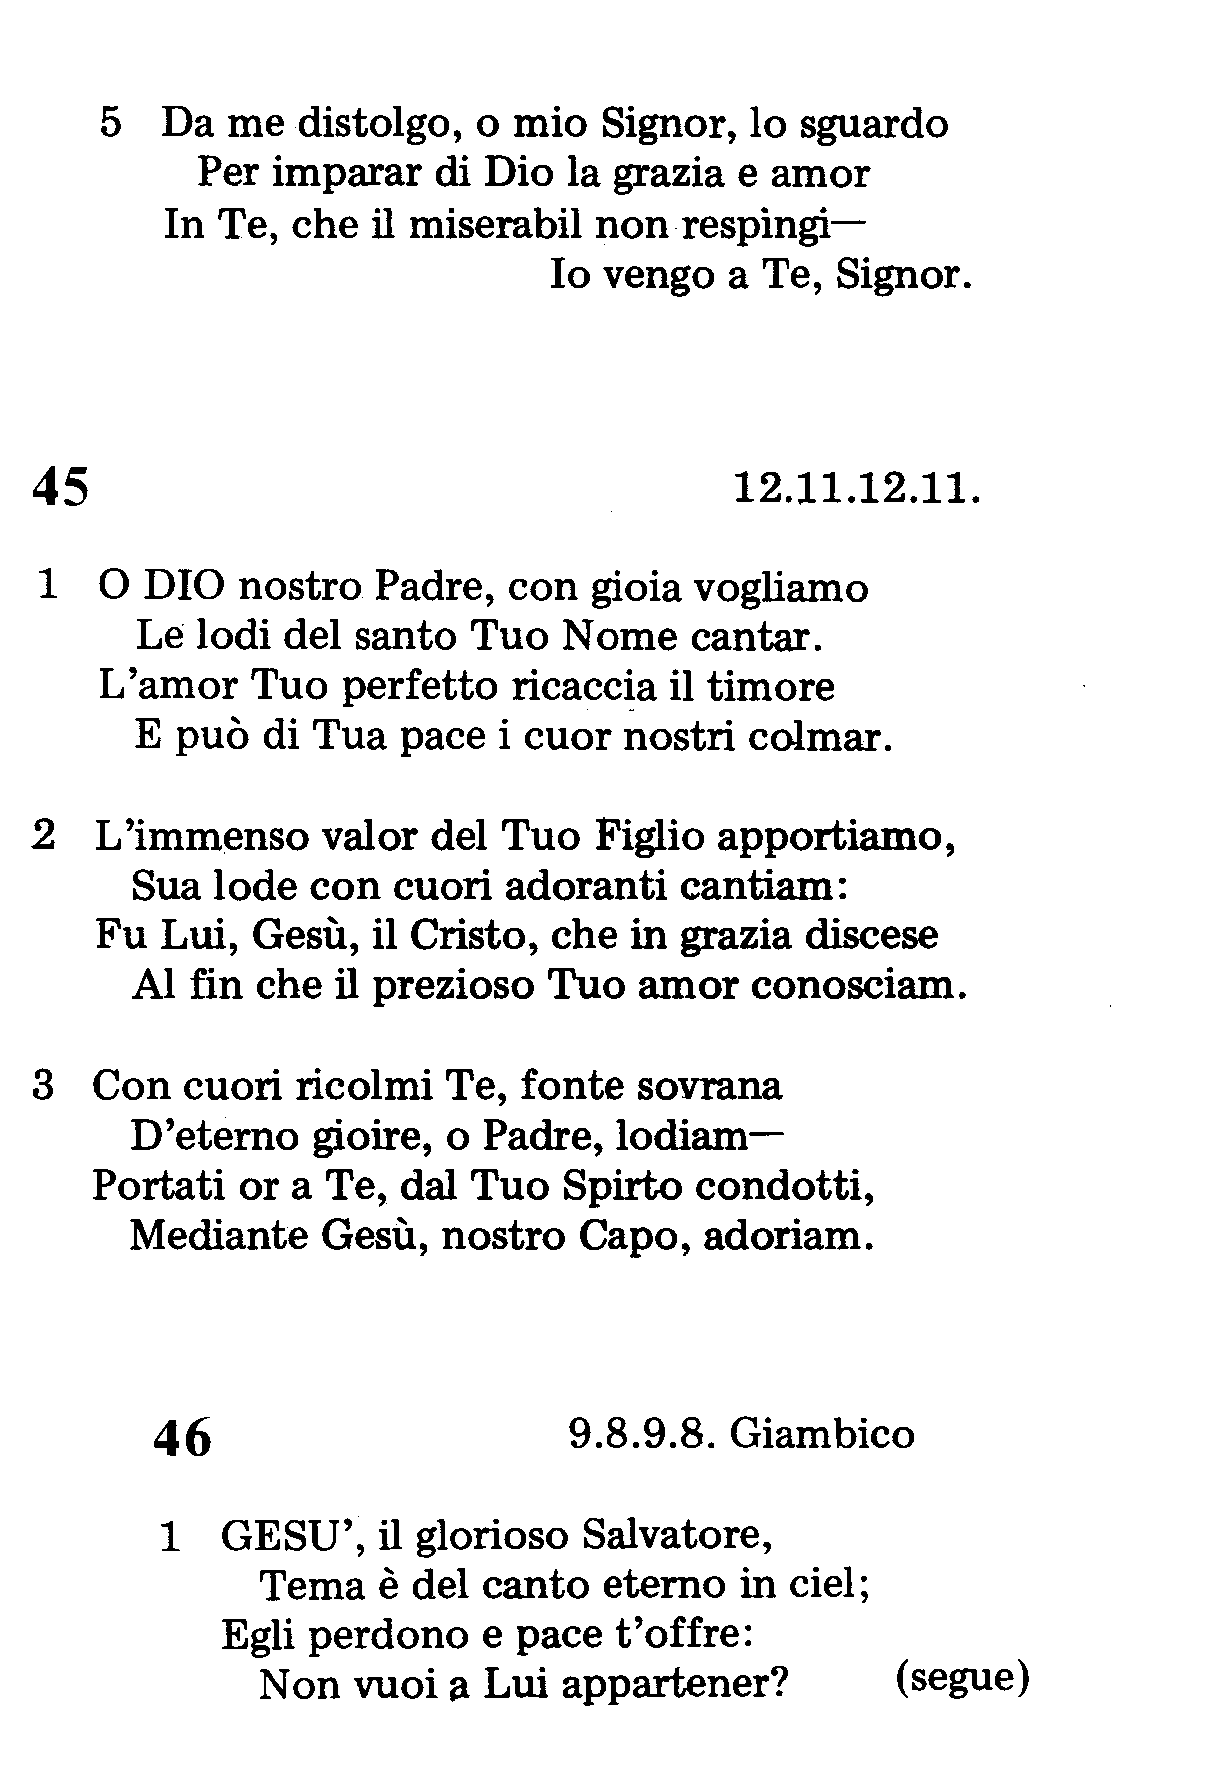 5 Da me distolgo, o mio Signor, lo sguardo
Per imparar di Dio la grazia e amor
In Te, che il miserabil non respingi—
Io vengo a Te, Signor.
45 12.11.12.11.
1 O DIO nostro Padre, con gioia vogliamo
Le lodi del santo Tuo Nome cantar.
L'amor Tuo perfetto ricaccia il timore
E può di Tua pace i cuor nostri colmar.
2 L'immenso valor del Tuo Figlio apportiamo,
Sua lode con cuori adoranti cantiam:
Fu Lui, Gesù, il Cristo, che in grazia discese
Al fin che il prezioso Tuo amor conosciam.
3 Con cuori ricolmi Te, fonte sovrana
D'eterno gioire, o Padre, lodiam—
Portati or a Te, dal Tuo Spirto condotti,
Mediante Gesù, nostro Capo, adoriam.
46 9.8.9.8. Giambico
1 GESU', il glorioso Salvatore,
Tema è del canto eterno in ciel;
Egli perdono e pace t'offre:
Non vuoi a Lui appartener? (segue)